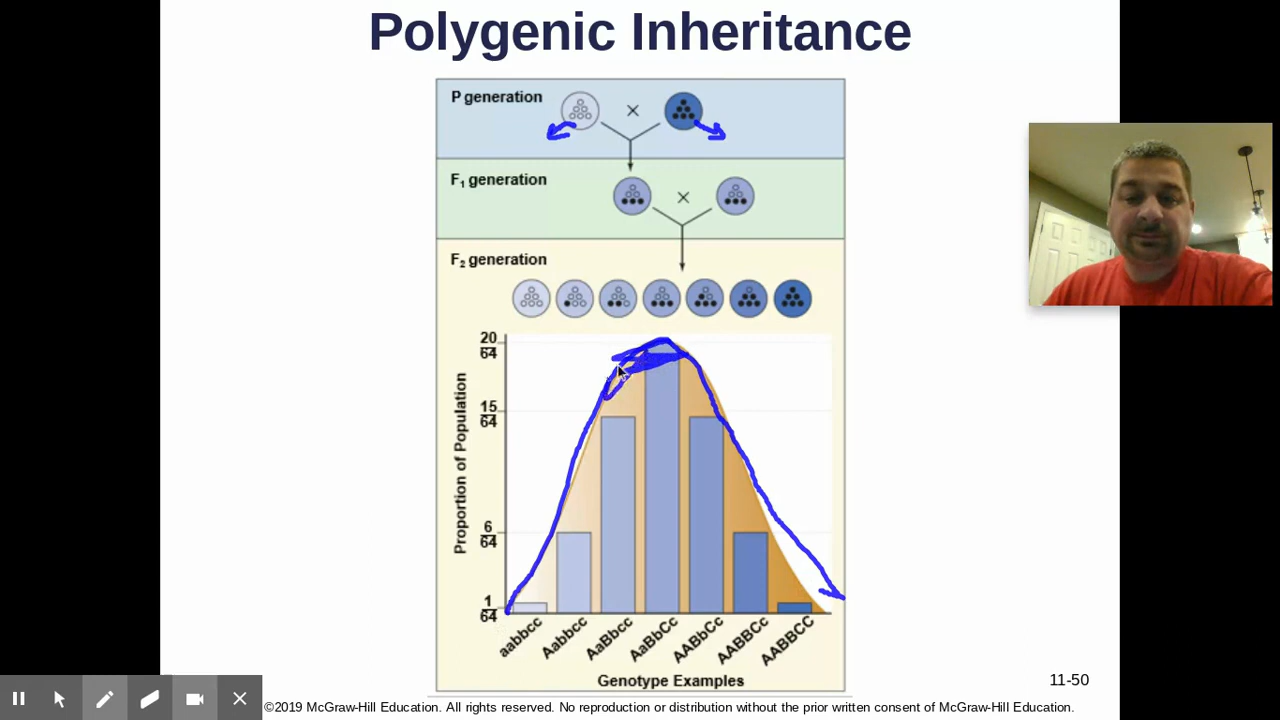 Polygenic Inheritance
P generation
×
F1 generation
×
F2 generation
20
64
15
64
6
64
1
64
Proportion of Population
aabbcc
Aabbcc
AaBbcc
AaBbCc
AABbCc
AABBCc
AABBCC
Genotype Examples
11-50
©2019 McGraw-Hill Education. All rights reserved. No reproduction or distribution without the prior written consent of McGraw-Hill Education.